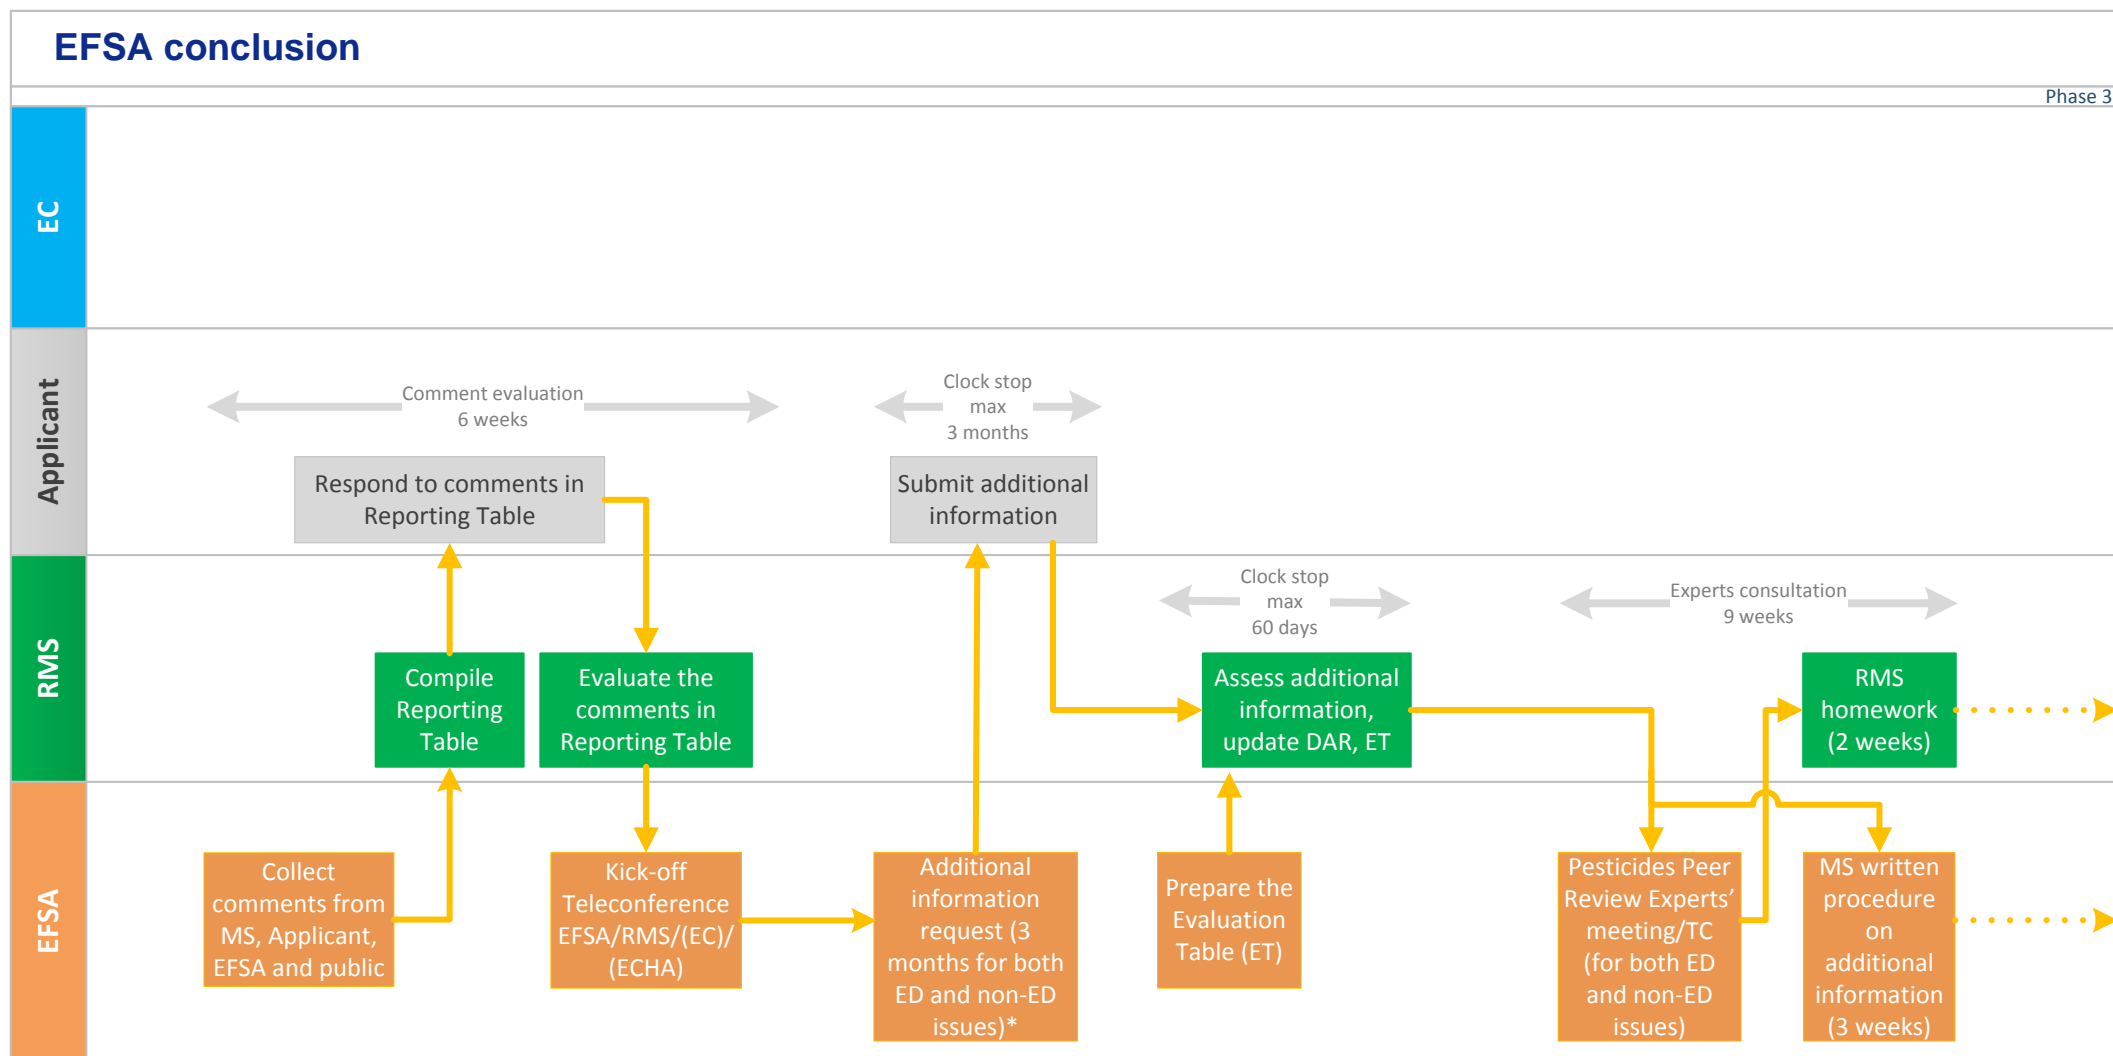 EFSA conclusion
Phase 3
EC
Applicant
Comment evaluation
6 weeks
Clock stop
max
3 months
Respond to comments in
Reporting Table
Submit additional
information
RMS
Clock stop
max
60 days
Experts consultation
9 weeks
Compile
Reporting
Table
Evaluate the
comments in
Reporting Table
Assess additional
information,
update DAR, ET
RMS
homework
(2 weeks)
EFSA
Collect
comments from
MS, Applicant,
EFSA and public
Kick-off
Teleconference
EFSA/RMS/(EC)/
(ECHA)
Additional
information
request (3
months for both
ED and non-ED
issues)*
Prepare the
Evaluation
Table (ET)
Pesticides Peer
Review Experts’
meeting/TC
(for both ED
and non-ED
issues)
MS written
procedure
on
additional
information
(3 weeks)